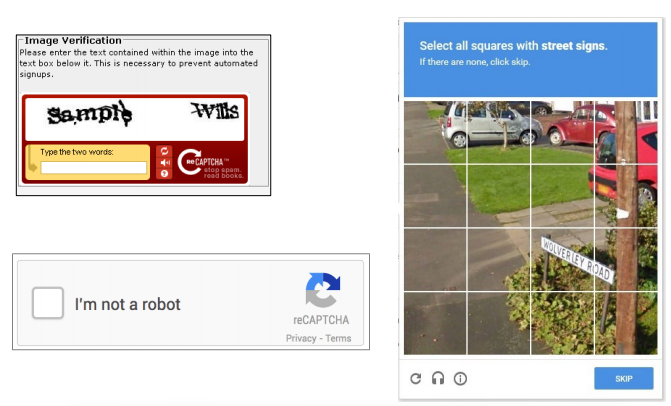 Image Verification
Please enter the text contained within the image into the
text box below it. This is necessary to prevent automated
signups.
Sample Wills
Type the two words:
reCAPTCHA™
stop spam.
read books.
I'm not a robot
reCAPTCHA
Privacy - Terms
Select all squares with street signs.
If there are none, click skip.
WOLVERLEY ROAD
SKIP